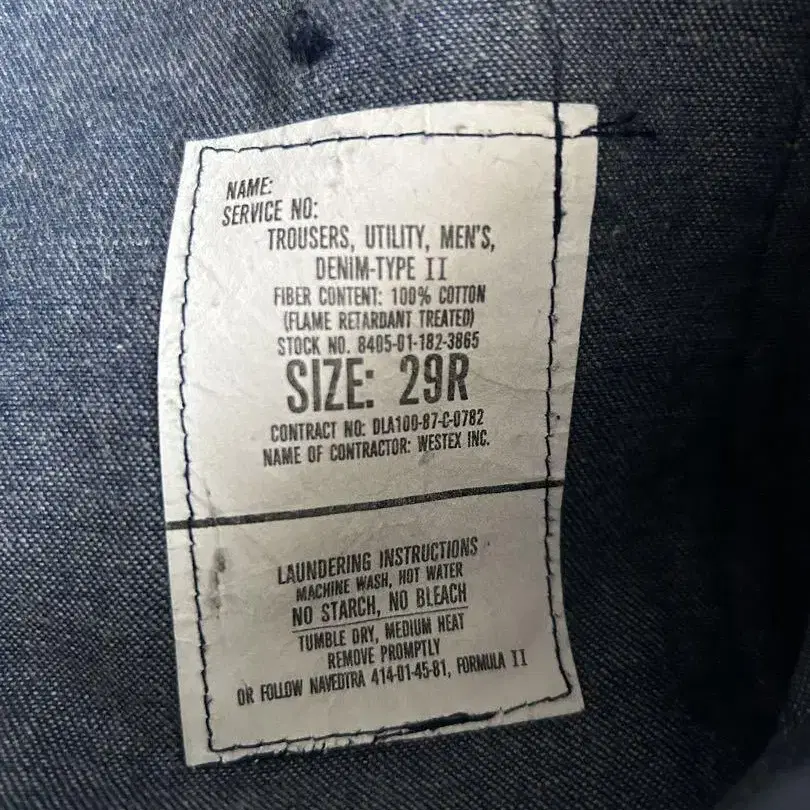 NAME:
SERVICE NO:
TROUSERS, UTILITY, MEN'S,
DENIM-TYPE II
FIBER CONTENT: 100% COTTON
(FLAME RETARDANT TREATED)
STOCK NO. 8405-01-182-3865
SIZE: 29R
CONTRACT NO: DLA100-87-C-0782
NAME OF CONTRACTOR: WESTEX INC.
LAUNDERING INSTRUCTIONS
MACHINE WASH, HOT WATER
NO STARCH, NO BLEACH
TUMBLE DRY, MEDIUM HEAT
REMOVE PROMPTLY
OR FOLLOW NAVEDTRA 414-01-45-81, FORMULA II